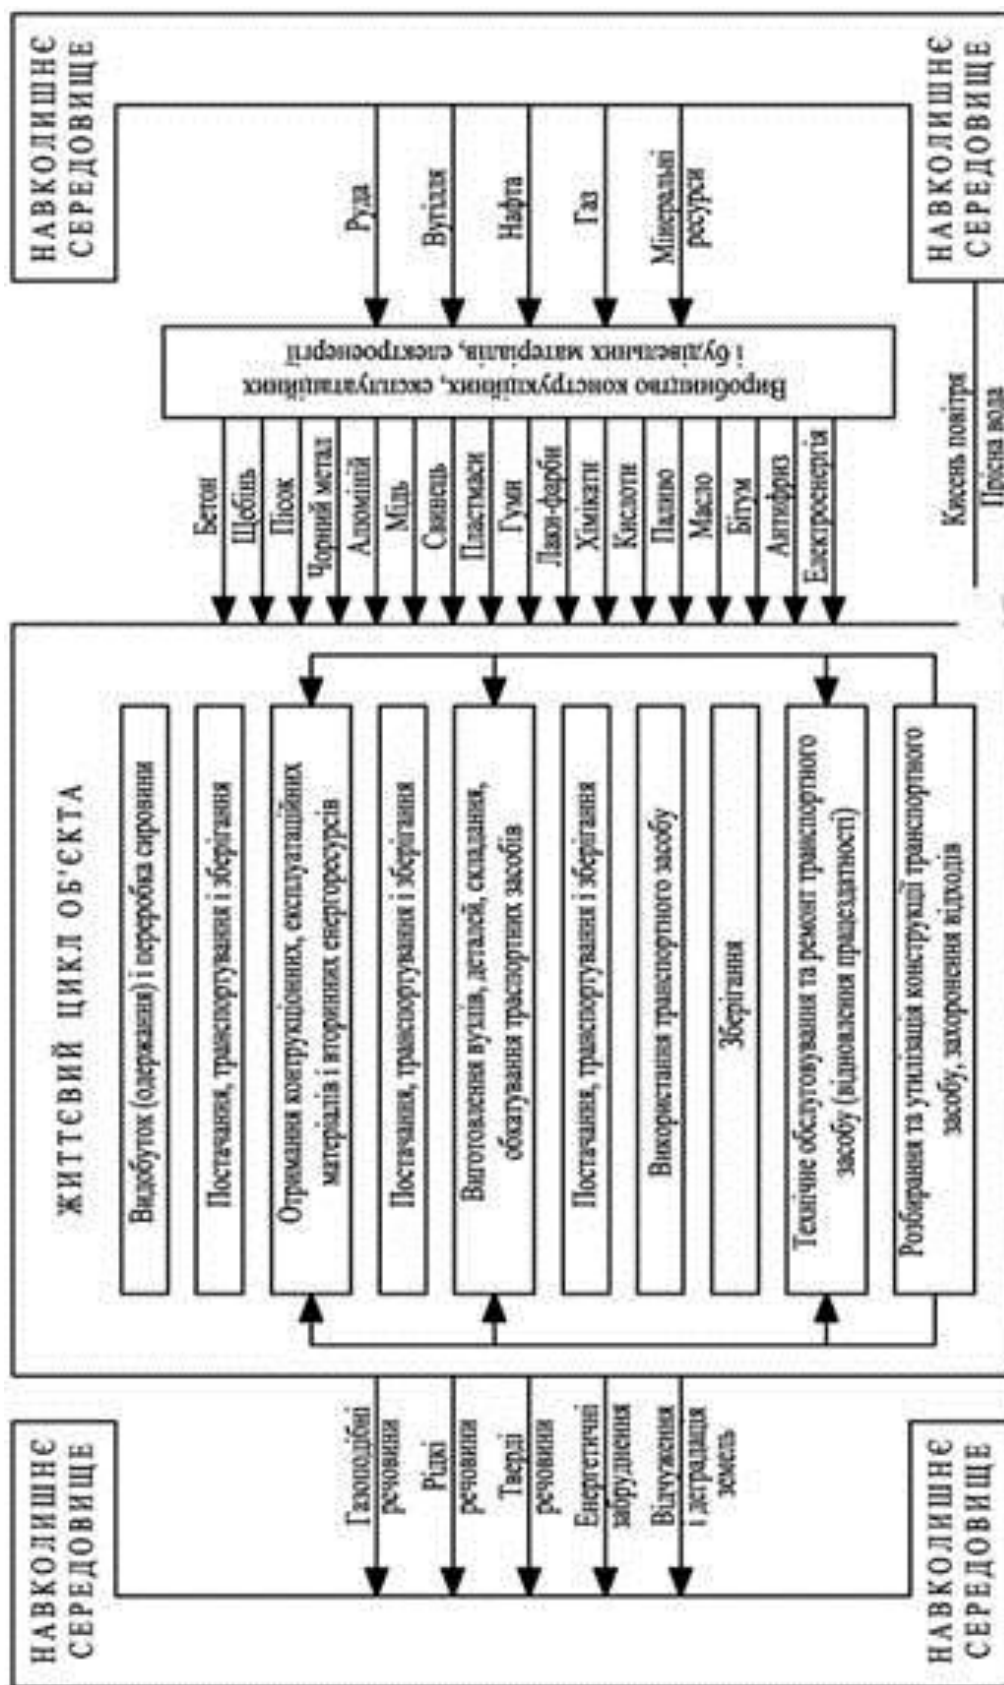 НАВКОЛИШНЄ
СЕРЕДОВИЩЕ
Газоподібні
речовини
Рідкі
речовини
Тверді
речовини
Енергетичні
забруднення
Відчуження
і деградація
земель
НАВКОЛИШНЄ
СЕРЕДОВИЩЕ
ЖИТТЄВИЙ ЦИКЛ ОБ'ЄКТА
Видобуток (одержання) і переробка сировини
Постачання, транспортування і зберігання
Отримання контрукціонних, експлуатаційних
матеріалів і вторинних енергоресурсів
Постачання, транспортування і зберігання
Виготовлення вузлів, деталей, складання,
обкатування траспортних засобів
Постачання, транспортування і зберігання
Використання транспортного засобу
Зберігання
Технічне обслуговування та ремонт транспортного
засобу (відновлення працездатності)
Розбирання та утилізація конструкції транспортного
засобу, захоронення відходів
Бетон
Щебінь
Пісок
Чорний метал
Алюміній
Мідь
Свинець
Пластмаси
Гуми
Лаки-фарби
Хімікати
Кислоти
Паливо
Масло
Бітум
Антифриз
Електроенергія
Виробництво конструкційних, експлуатаційних
і будівельних матеріалів, електроенергії
Кисень повітря
Прісна вода
НАВКОЛИШНЄ
СЕРЕДОВИЩЕ
Руда
Вугілля
Нафта
Газ
Мінеральні
ресурси
НАВКОЛИШНЄ
СЕРЕДОВИЩЕ